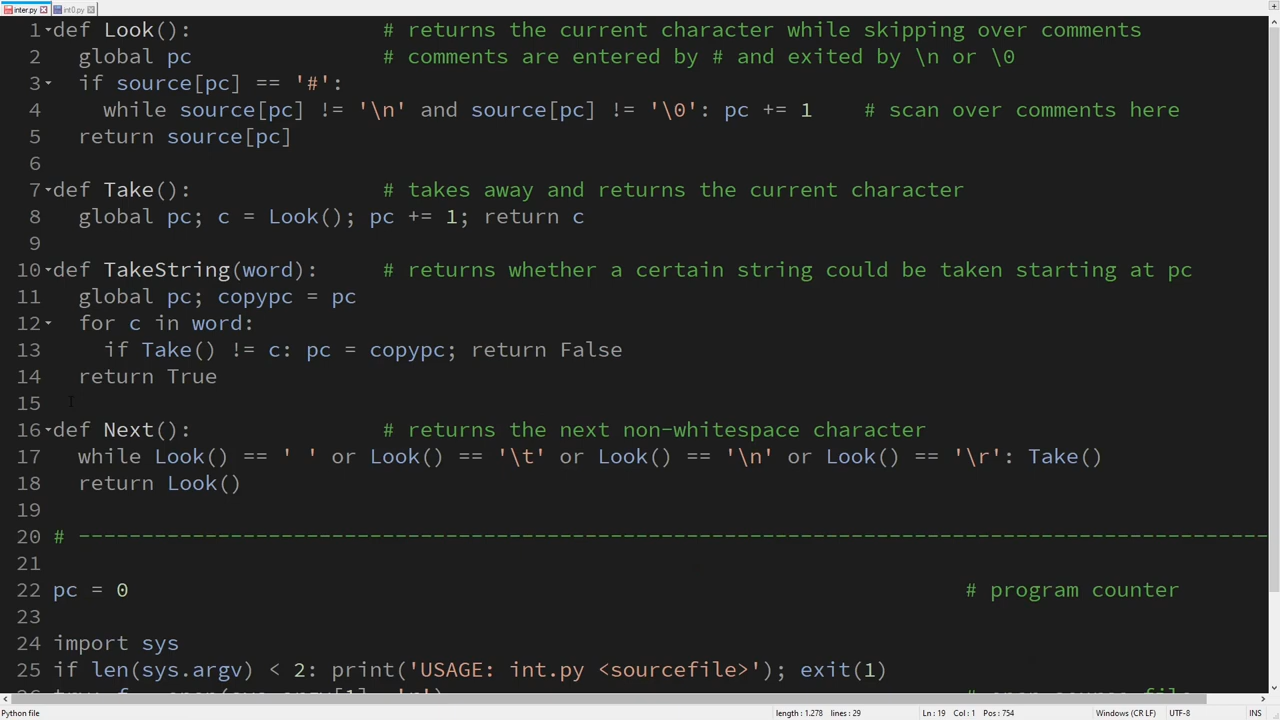 inter.py int0.py
1 def Look(): # returns the current character while skipping over comments
2 global pc # comments are entered by # and exited by \n or \0
3 if source[pc] == '#':
4 while source[pc] != '\n' and source[pc] != '\0': pc += 1 # scan over comments here
5 return source[pc]
6
7 def Take(): # takes away and returns the current character
8 global pc; c = Look(); pc += 1; return c
9
10 def TakeString(word): # returns whether a certain string could be taken starting at pc
11 global pc; copypc = pc
12 for c in word:
13 if Take() != c: pc = copypc; return False
14 return True
15
16 def Next(): # returns the next non-whitespace character
17 while Look() == ' ' or Look() == '\t' or Look() == '\n' or Look() == '\r': Take()
18 return Look()
19
20 # --------------------------------------------------------------------------------------------
21
22 pc = 0 # program counter
23
24 import sys
25 if len(sys.argv) < 2: print('USAGE: int.py <sourcefile>'); exit(1)
Python file length : 1.278 lines : 29 Ln : 19 Col : 1 Pos : 754 Windows (CR LF) UTF-8 INS